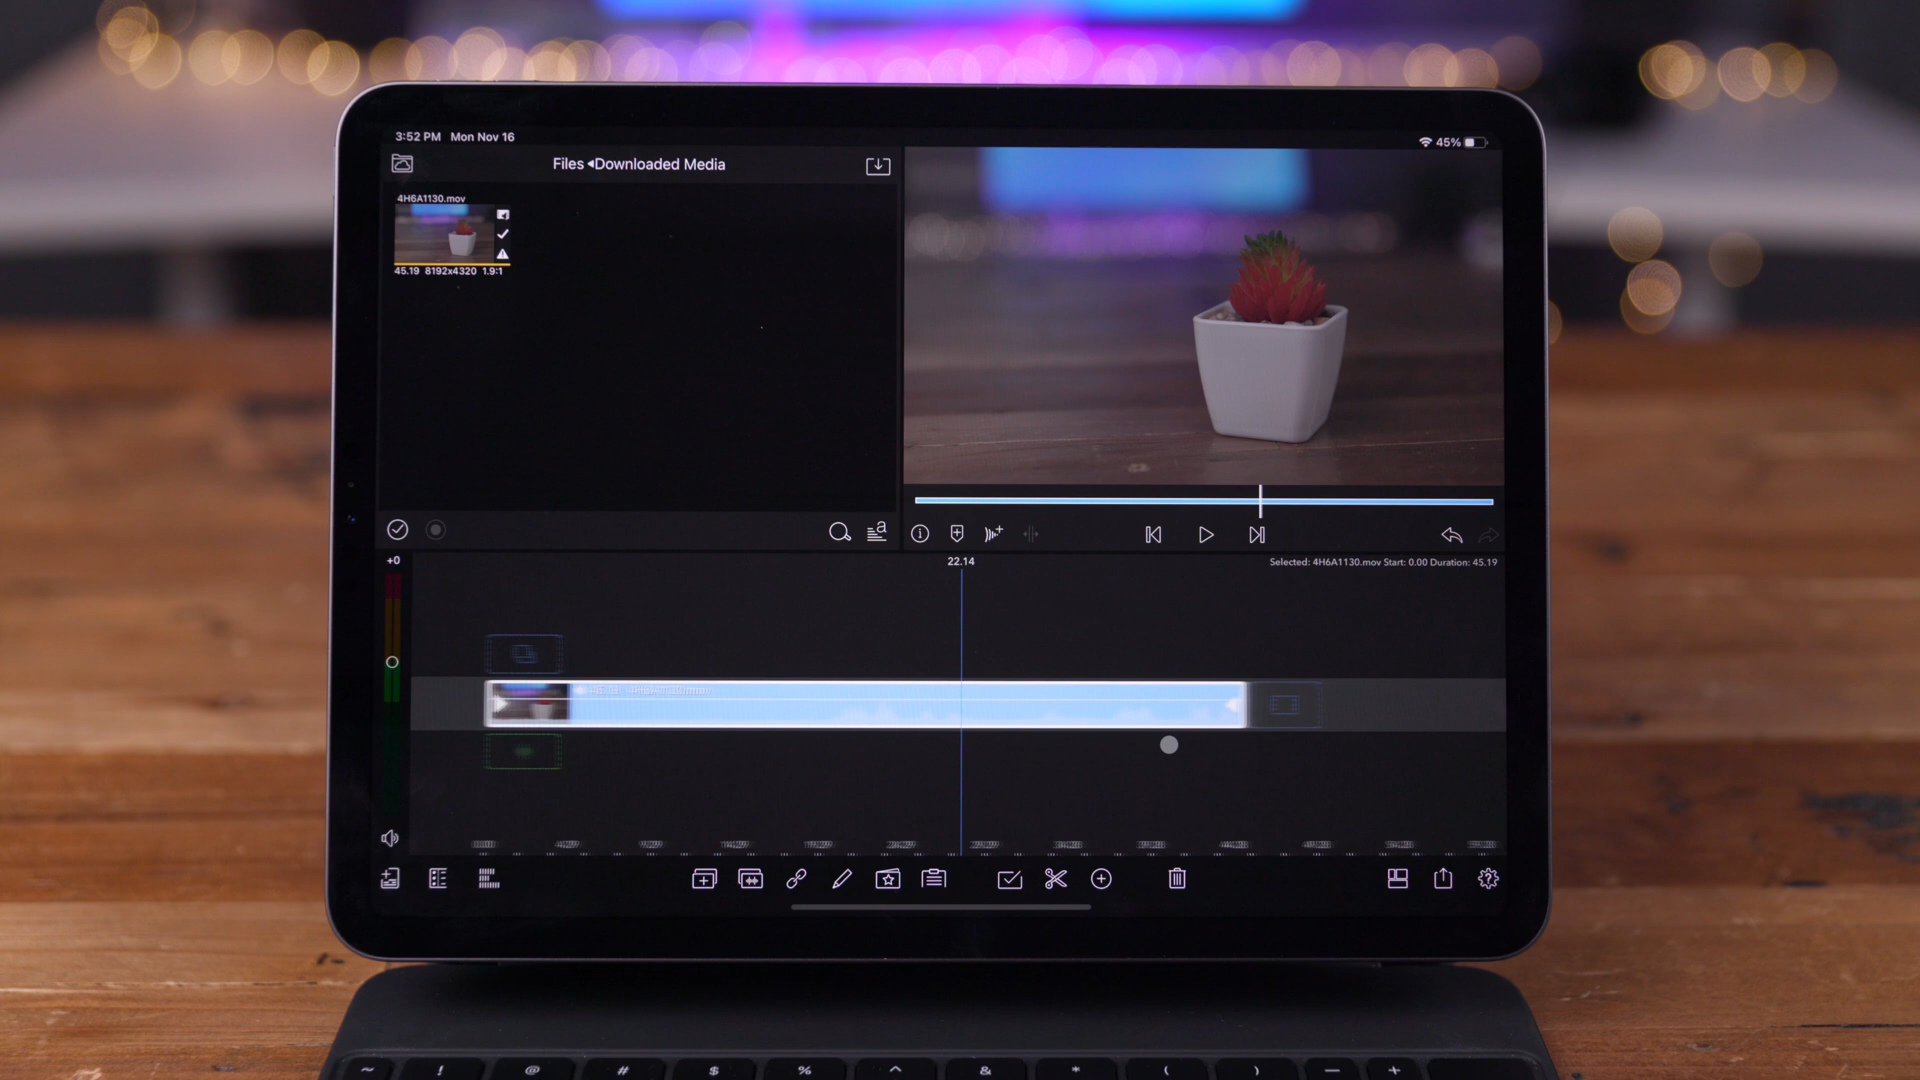 3:52 PM Mon Nov 16
45%
Files ◂Downloaded Media
4H6A1130.mov
45.19 8192x4320 1.9:1
+0
22.14
Selected: 4H6A1130.mov Start: 0.00 Duration: 45.19
~ ! @ # $ % ^ & * ( ) — +